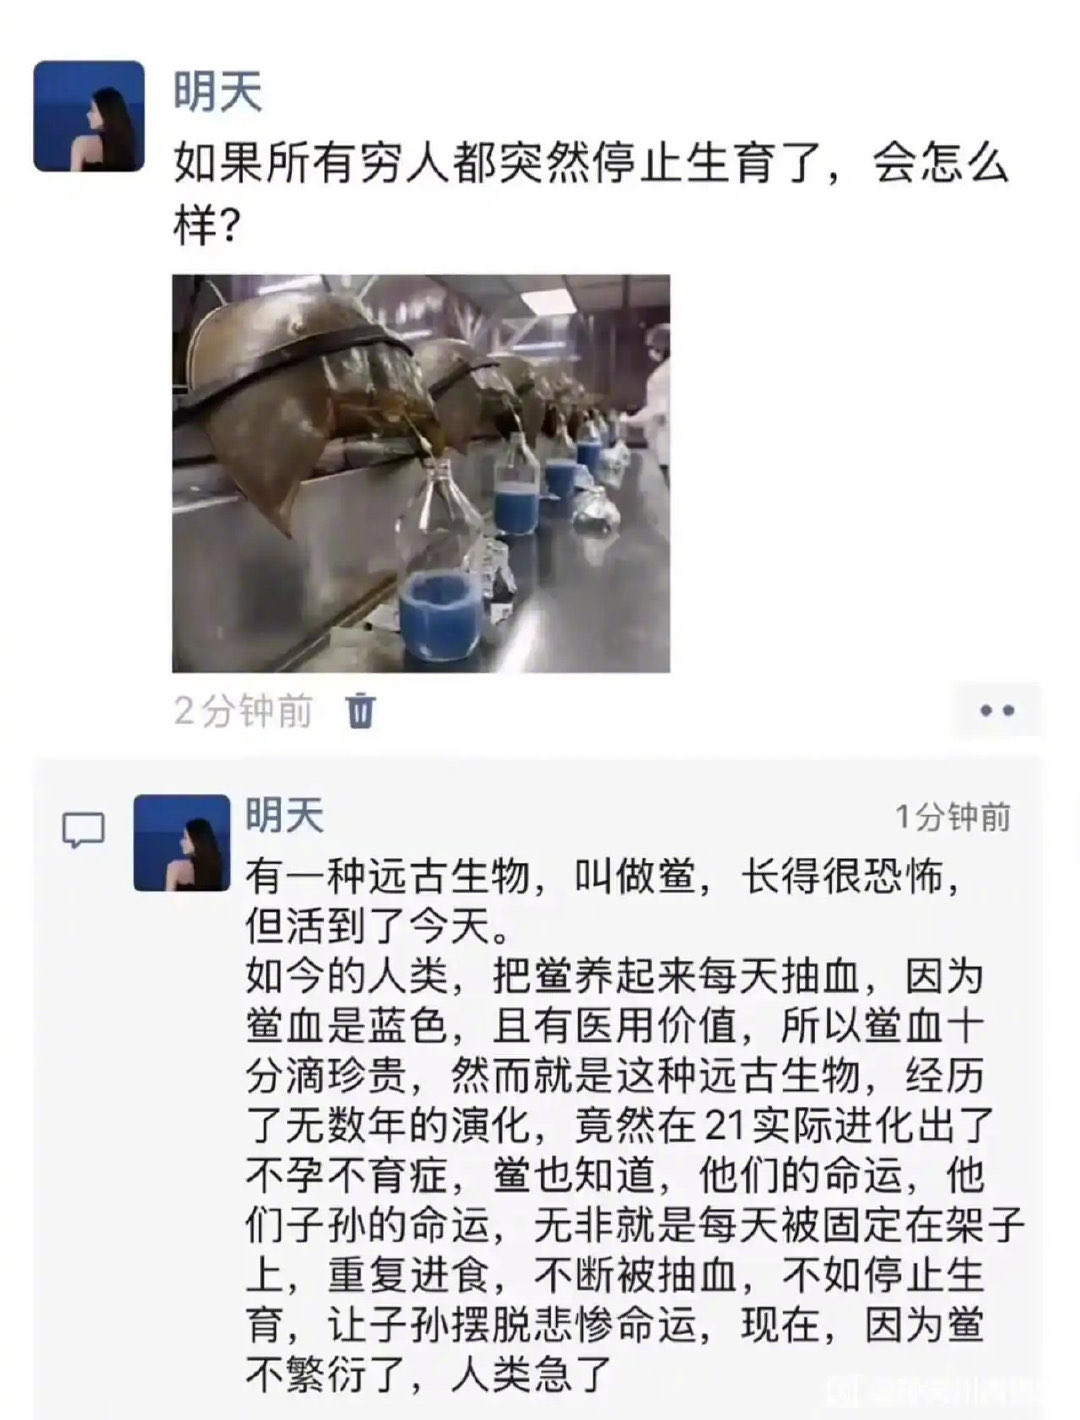 明天
如果所有穷人都突然停止生育了，会怎么
样?
2分钟前
明天
1分钟前
有一种远古生物，叫做鲎，长得很恐怖，
但活到了今天。
如今的人类，把鲎养起来每天抽血，因为
鲎血是蓝色，且有医用价值，所以鲎血十
分滴珍贵，然而就是这种远古生物，经历
了无数年的演化，竟然在21实际进化出了
不孕不育症，鲎也知道，他们的命运，他
们子孙的命运，无非就是每天被固定在架子
上，重复进食，不断被抽血，不如停止生
育，让子孙摆脱悲惨命运，现在，因为鲎
不繁衍了，人类急了